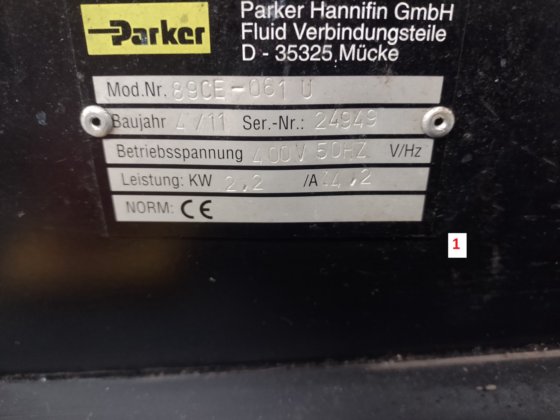 Parker
Parker Hannifin GmbH
Fluid Verbindungsteile
D - 35325 Mücke
Mod.Nr. 89CE-061 U
Baujahr 4/11 Ser.-Nr.: 24949
Betriebsspannung 400V 50HZ V/Hz
Leistung: KW 2,2 /A 4,2
NORM: CE
1